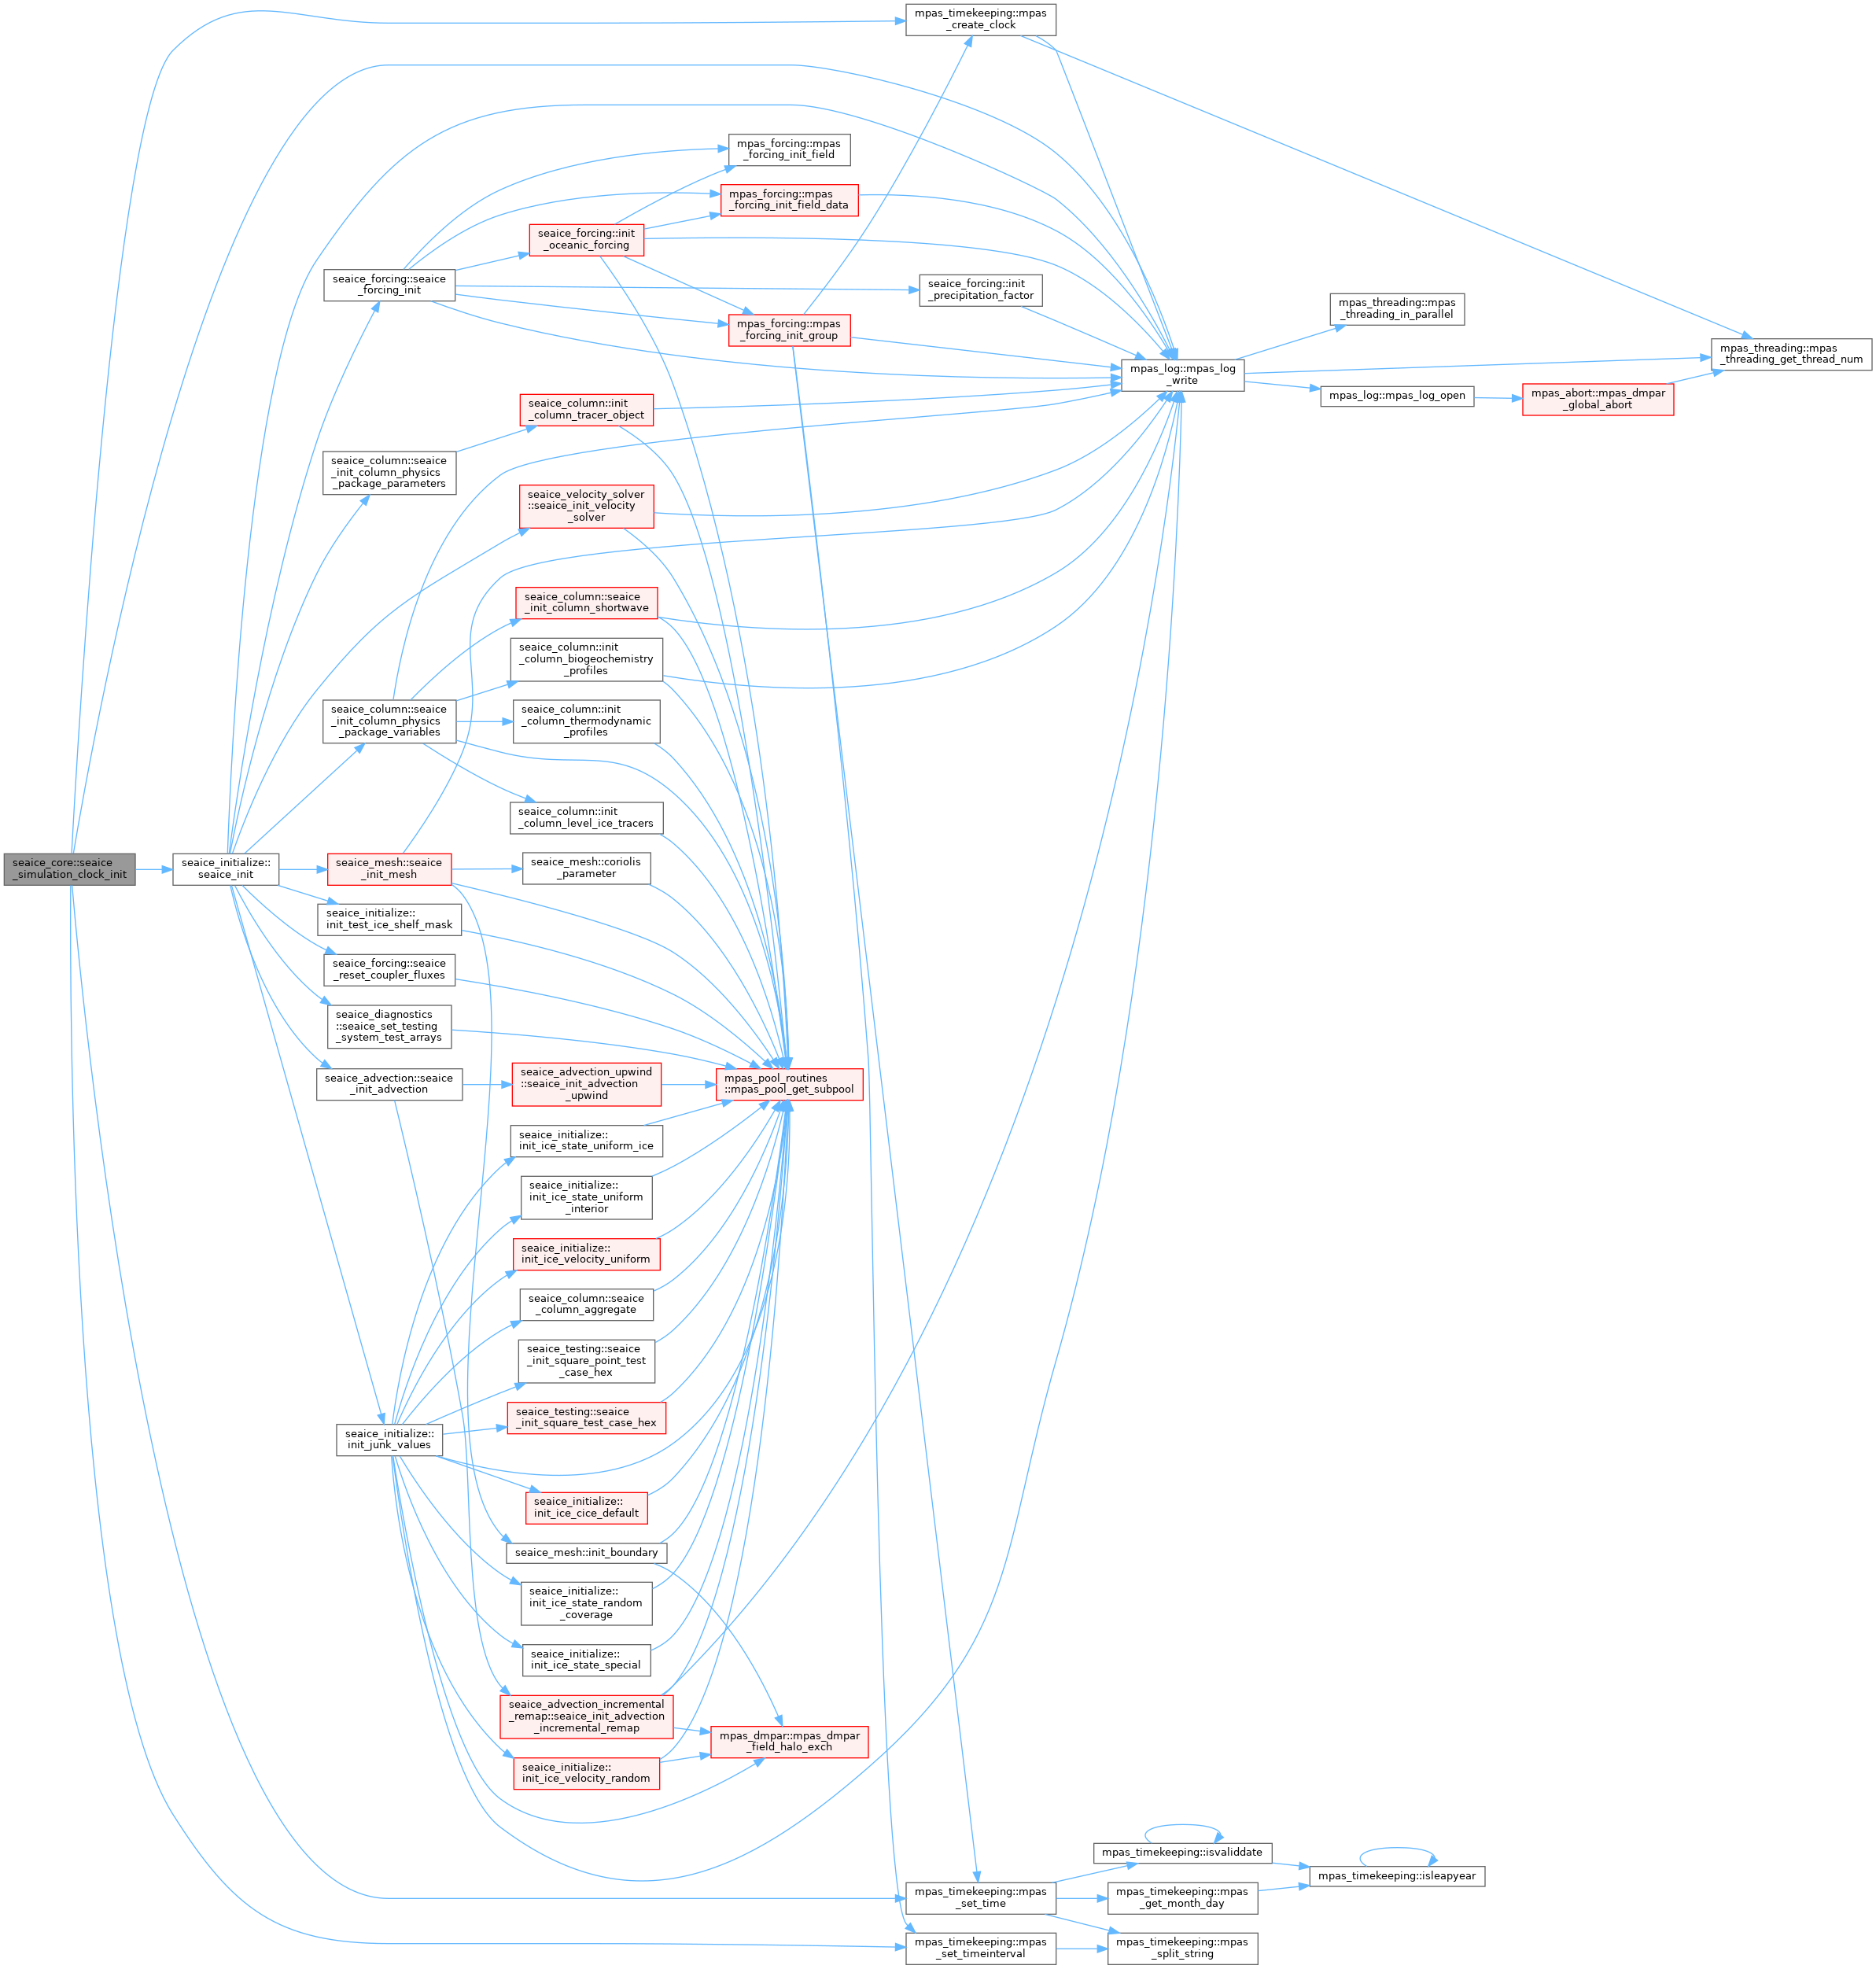 mpas_timekeeping::mpas
_create_clock
mpas_forcing::mpas
_forcing_init_field
mpas_forcing::mpas
_forcing_init_field_data
seaice_forcing::init
_oceanic_forcing
seaice_forcing::seaice
_forcing_init
seaice_forcing::init
_precipitation_factor
mpas_threading::mpas
_threading_in_parallel
mpas_forcing::mpas
_forcing_init_group
mpas_threading::mpas
_threading_get_thread_num
mpas_log::mpas_log
_write
mpas_log::mpas_log_open
mpas_abort::mpas_dmpar
_global_abort
seaice_column::init
_column_tracer_object
seaice_column::seaice
_init_column_physics
_package_parameters
seaice_velocity_solver
::seaice_init_velocity
_solver
seaice_column::seaice
_init_column_shortwave
seaice_column::init
_column_biogeochemistry
_profiles
seaice_column::seaice
_init_column_physics
_package_variables
seaice_column::init
_column_thermodynamic
_profiles
seaice_column::init
_column_level_ice_tracers
seaice_core::seaice
_simulation_clock_init
seaice_initialize::
seaice_init
seaice_mesh::seaice
_init_mesh
seaice_mesh::coriolis
_parameter
seaice_initialize::
init_test_ice_shelf_mask
seaice_forcing::seaice
_reset_coupler_fluxes
seaice_diagnostics
::seaice_set_testing
_system_test_arrays
seaice_advection::seaice
_init_advection
seaice_advection_upwind
::seaice_init_advection
_upwind
mpas_pool_routines
::mpas_pool_get_subpool
seaice_initialize::
init_ice_state_uniform_ice
seaice_initialize::
init_ice_state_uniform
_interior
seaice_initialize::
init_ice_velocity_uniform
seaice_column::seaice
_column_aggregate
seaice_testing::seaice
_init_square_point_test
_case_hex
seaice_testing::seaice
_init_square_test_case_hex
seaice_initialize::
init_junk_values
seaice_initialize::
init_ice_cice_default
seaice_mesh::init_boundary
seaice_initialize::
init_ice_state_random
_coverage
seaice_initialize::
init_ice_state_special
seaice_advection_incremental
_remap::seaice_init_advection
_incremental_remap
mpas_dmpar::mpas_dmpar
_field_halo_exch
seaice_initialize::
init_ice_velocity_random
mpas_timekeeping::isvaliddate
mpas_timekeeping::isleapyear
mpas_timekeeping::mpas
_set_time
mpas_timekeeping::mpas
_get_month_day
mpas_timekeeping::mpas
_set_timeinterval
mpas_timekeeping::mpas
_split_string